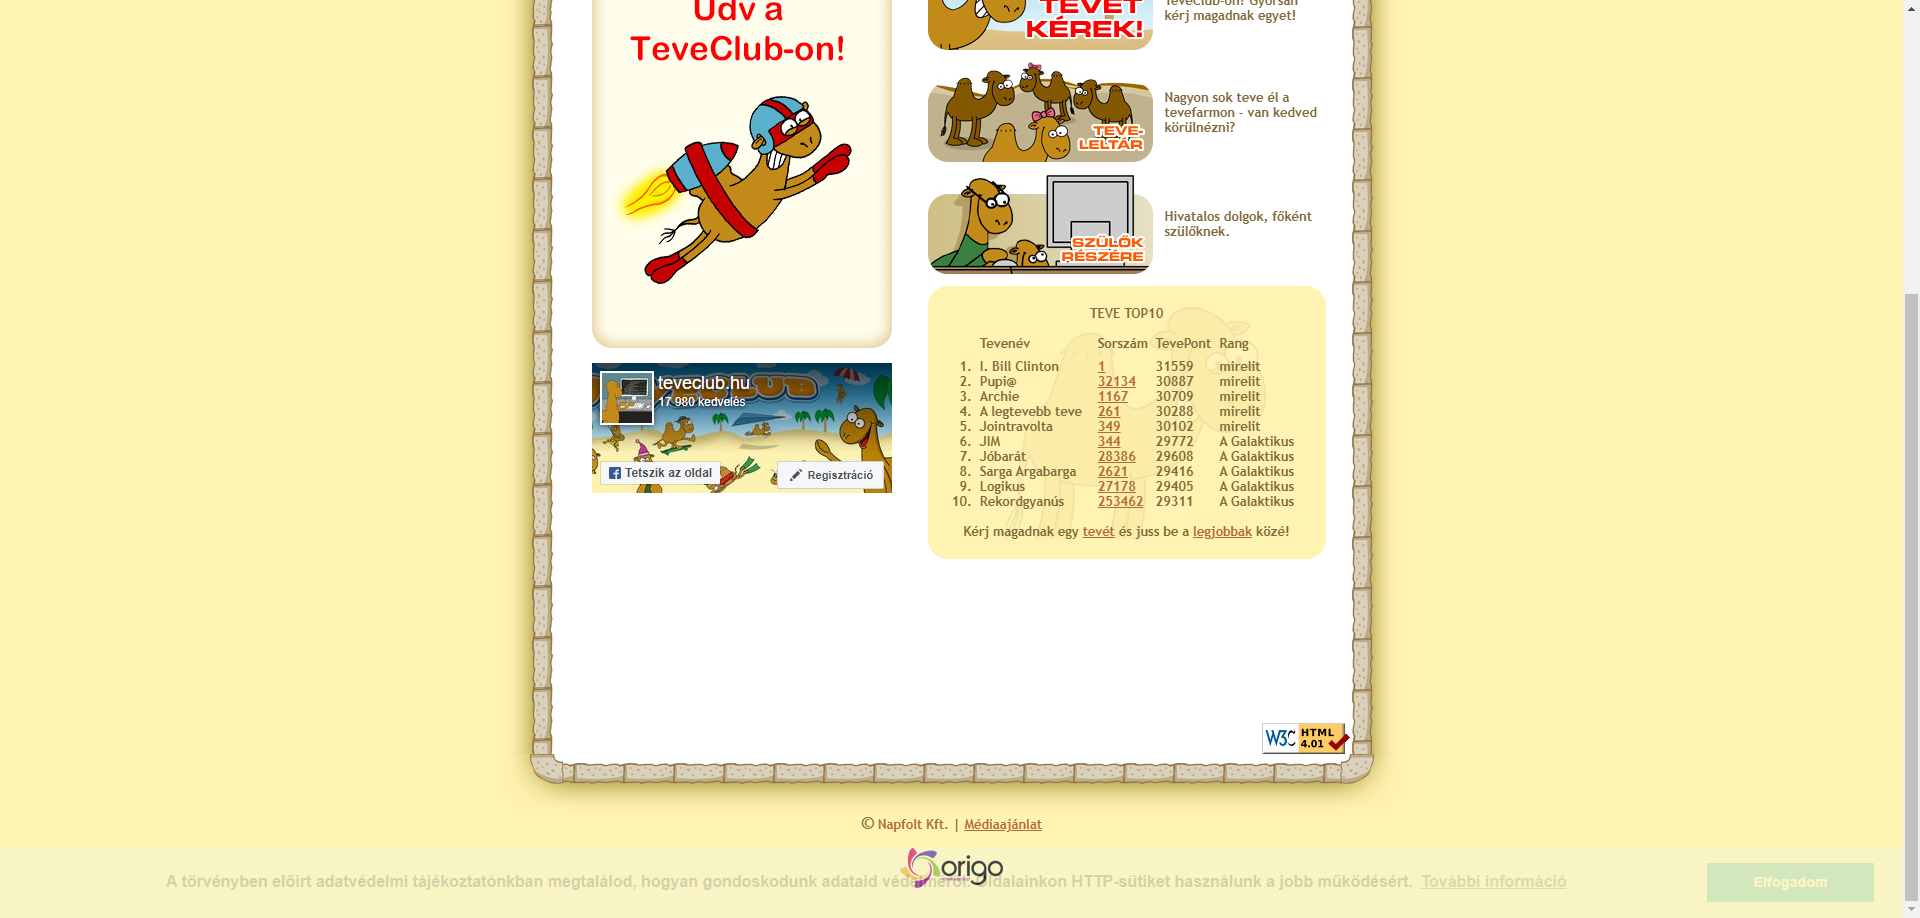 Üdv a
TeveClub-on!
TEVÉT
KÉREK!
TeveClub-on! Gyorsan
kérj magadnak egyet!
TEVE-
LELTÁR
Nagyon sok teve él a
tevefarmon - van kedved
körülnézni?
SZÜLŐK
RÉSZÉRE
Hivatalos dolgok, főként
szülőknek.
teveclub.hu
17 980 kedvelés
Tetszik az oldal
Regisztráció
TEVE TOP10
Tevenév Sorszám TevePont Rang
1. I. Bill Clinton 1 31559 mirelit
2. Pupi@ 32134 30887 mirelit
3. Archie 1167 30709 mirelit
4. A legtevebb teve 261 30288 mirelit
5. Jointravolta 349 30102 mirelit
6. JIM 344 29772 A Galaktikus
7. Jóbarát 28386 29608 A Galaktikus
8. Sarga Argabarga 2621 29416 A Galaktikus
9. Logikus 27178 29405 A Galaktikus
10. Rekordgyanús 253462 29311 A Galaktikus
Kérj magadnak egy tevét és juss be a legjobbak közé!
W3C HTML
4.01
© Napfolt Kft. | Médiaajánlat
origo
A törvényben előírt adatvédelmi tájékoztatónkban megtalálod, hogyan gondoskodunk adataid védelméről. Oldalainkon HTTP-sütiket használunk a jobb működésért. További információ
Elfogadom